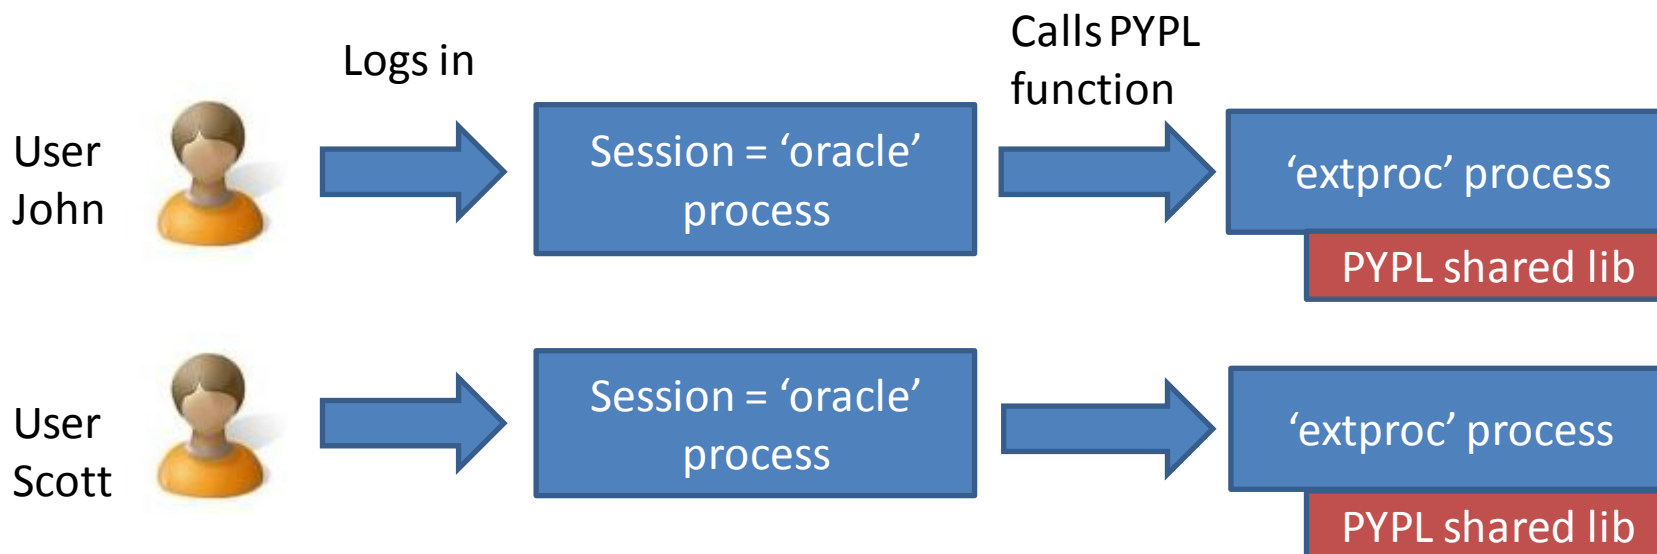 Logs in
Calls PYPL
function
User
John
Session = ‘oracle’
process
‘extproc’ process
PYPL shared lib
User
Scott
Session = ‘oracle’
process
‘extproc’ process
PYPL shared lib